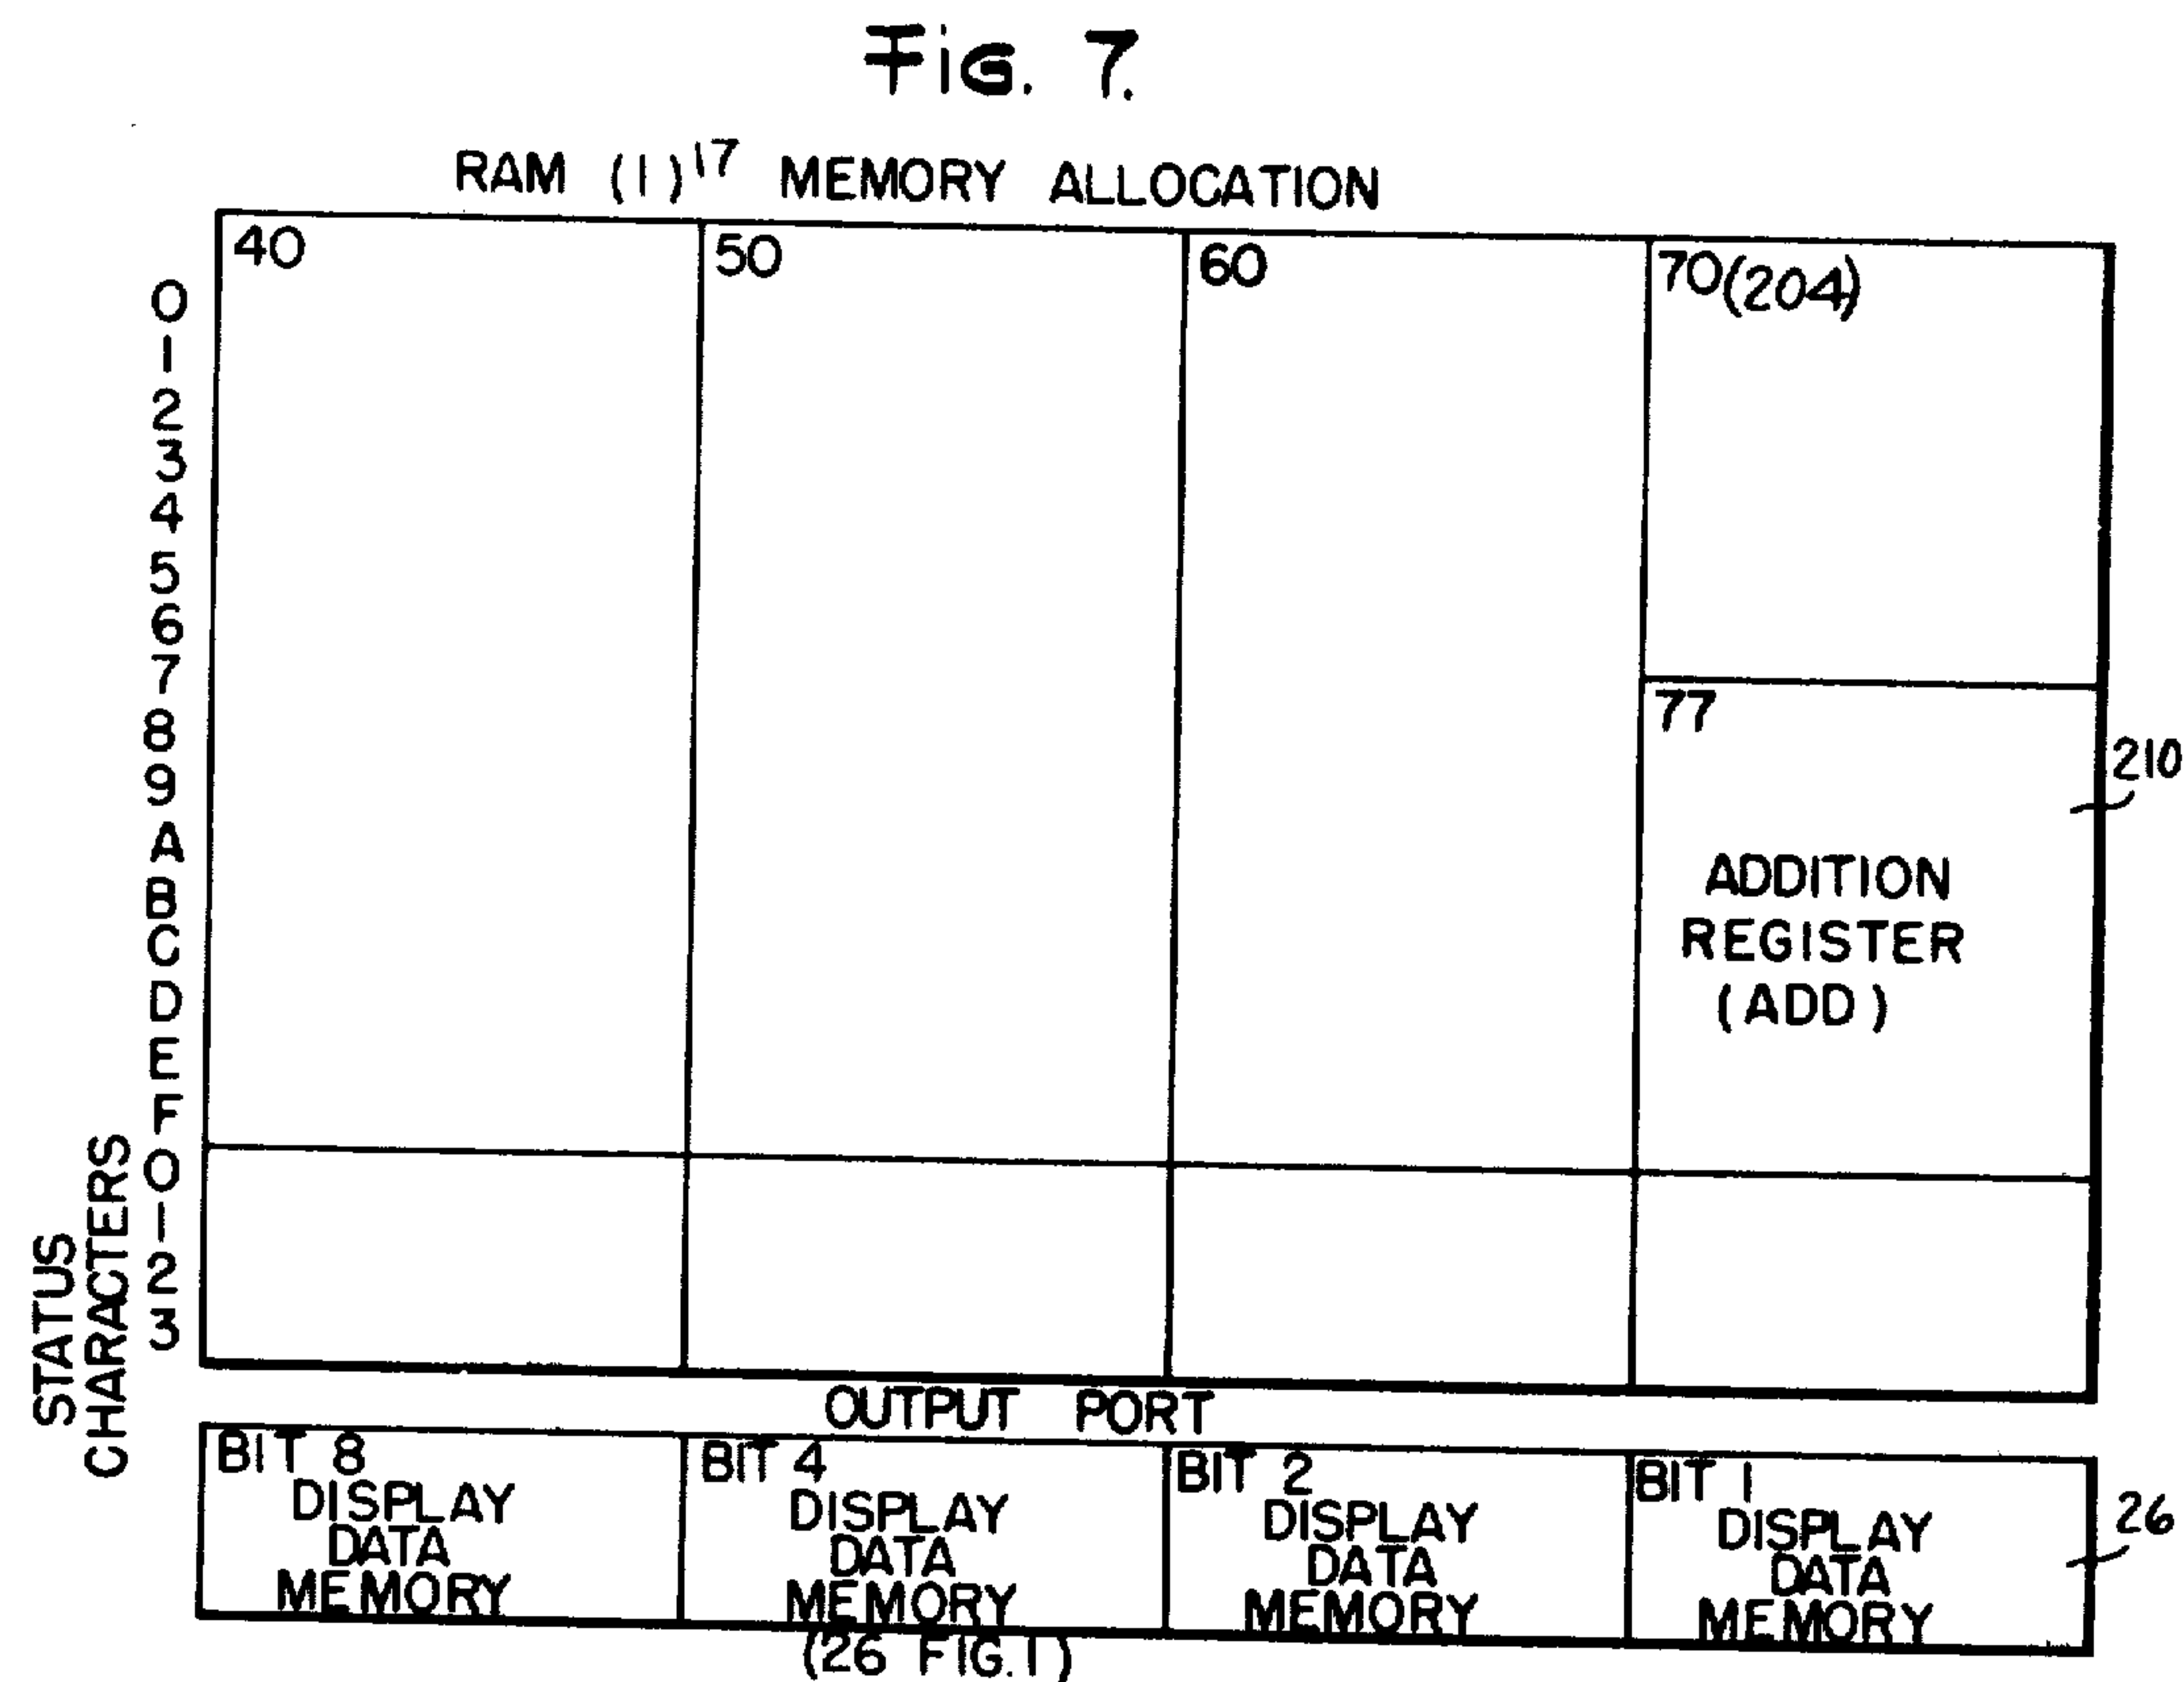 FiG. 7.
RAM (1) 17 MEMORY ALLOCATION
40
50
60
70(204)
0
1
2
3
4
5
6
7
8
9
A
B
C
D
E
F
77
210
ADDITION
REGISTER
(ADD)
STATUS
CHARACTERS
0
1
2
3
OUTPUT PORT
BIT 8
DISPLAY
DATA
MEMORY
BIT 4
DISPLAY
DATA
MEMORY
BIT 2
DISPLAY
DATA
MEMORY
BIT 1
DISPLAY
DATA
MEMORY
26
(26 FIG. 1)